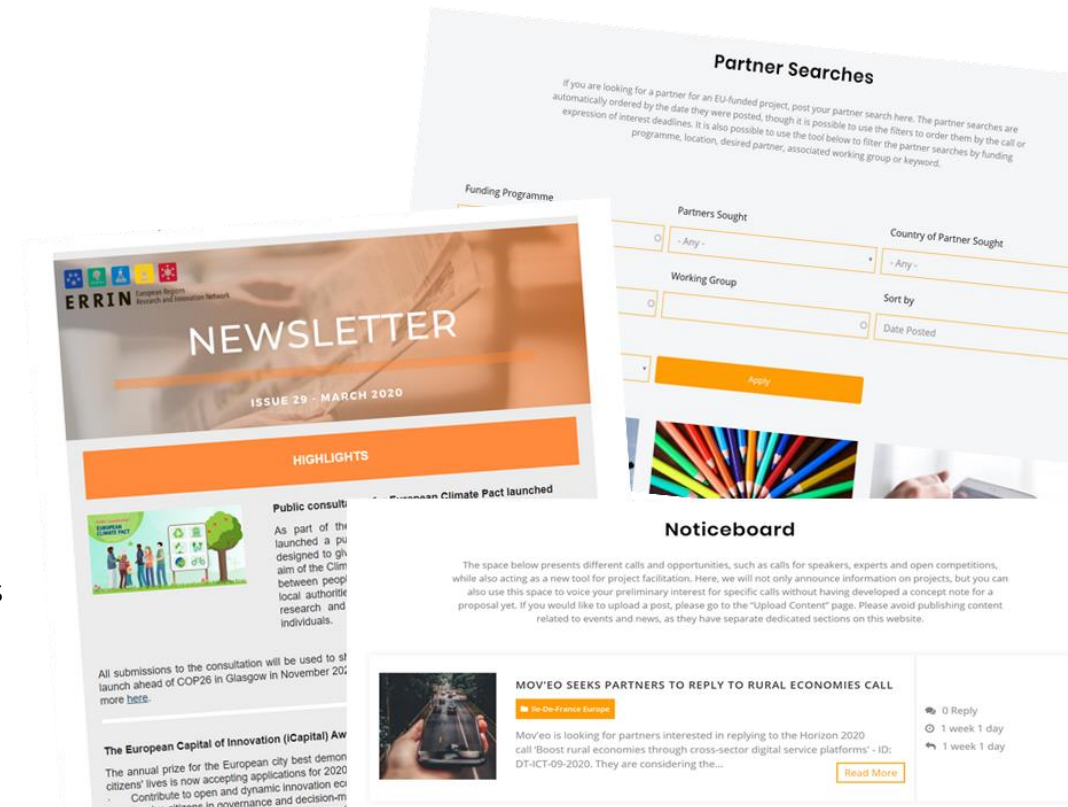 Partner Searches
If you are looking for a partner for an EU-funded project, post your partner search here. The partner searches are
automatically ordered by the date they were posted, though it is possible to use the filters to order them by the call or
expression of interest deadlines. It is also possible to use the tool below to filter the partner searches by funding
programme, location, desired partner, associated working group or keyword.
Funding Programme
Partners Sought
Country of Partner Sought
- Any -
- Any -
Working Group
Sort by
Date Posted
Apply
ERRIN European Regions
Research and Innovation Network
NEWSLETTER
ISSUE 29 - MARCH 2020
HIGHLIGHTS
EUROPEAN
CLIMATE PACT
Public consulta European Climate Pact launched
As part of the
launched a pu
designed to giv
aim of the Clim
between peopl
local authoritie
research and
individuals.
All submissions to the consultation will be used to sh
launch ahead of COP26 in Glasgow in November 202
more here.
The European Capital of Innovation (iCapital) Aw
The annual prize for the European city best demon
citizens' lives is now accepting applications for 2020
· Contribute to open and dynamic innovation eco
citizens in governance and decision-m
s
Noticeboard
The space below presents different calls and opportunities, such as calls for speakers, experts and open competitions,
while also acting as a new tool for project facilitation. Here, we will not only announce information on projects, but you can
also use this space to voice your preliminary interest for specific calls without having developed a concept note for a
proposal yet. If you would like to upload a post, please go to the "Upload Content" page. Please avoid publishing content
related to events and news, as they have separate dedicated sections on this website.
MOV'EO SEEKS PARTNERS TO REPLY TO RURAL ECONOMIES CALL
Ile-De-France Europe
Mov'eo is looking for partners interested in replying to the Horizon 2020
call 'Boost rural economies through cross-sector digital service platforms' - ID:
DT-ICT-09-2020. They are considering the...
Read More
0 Reply
1 week 1 day
1 week 1 day